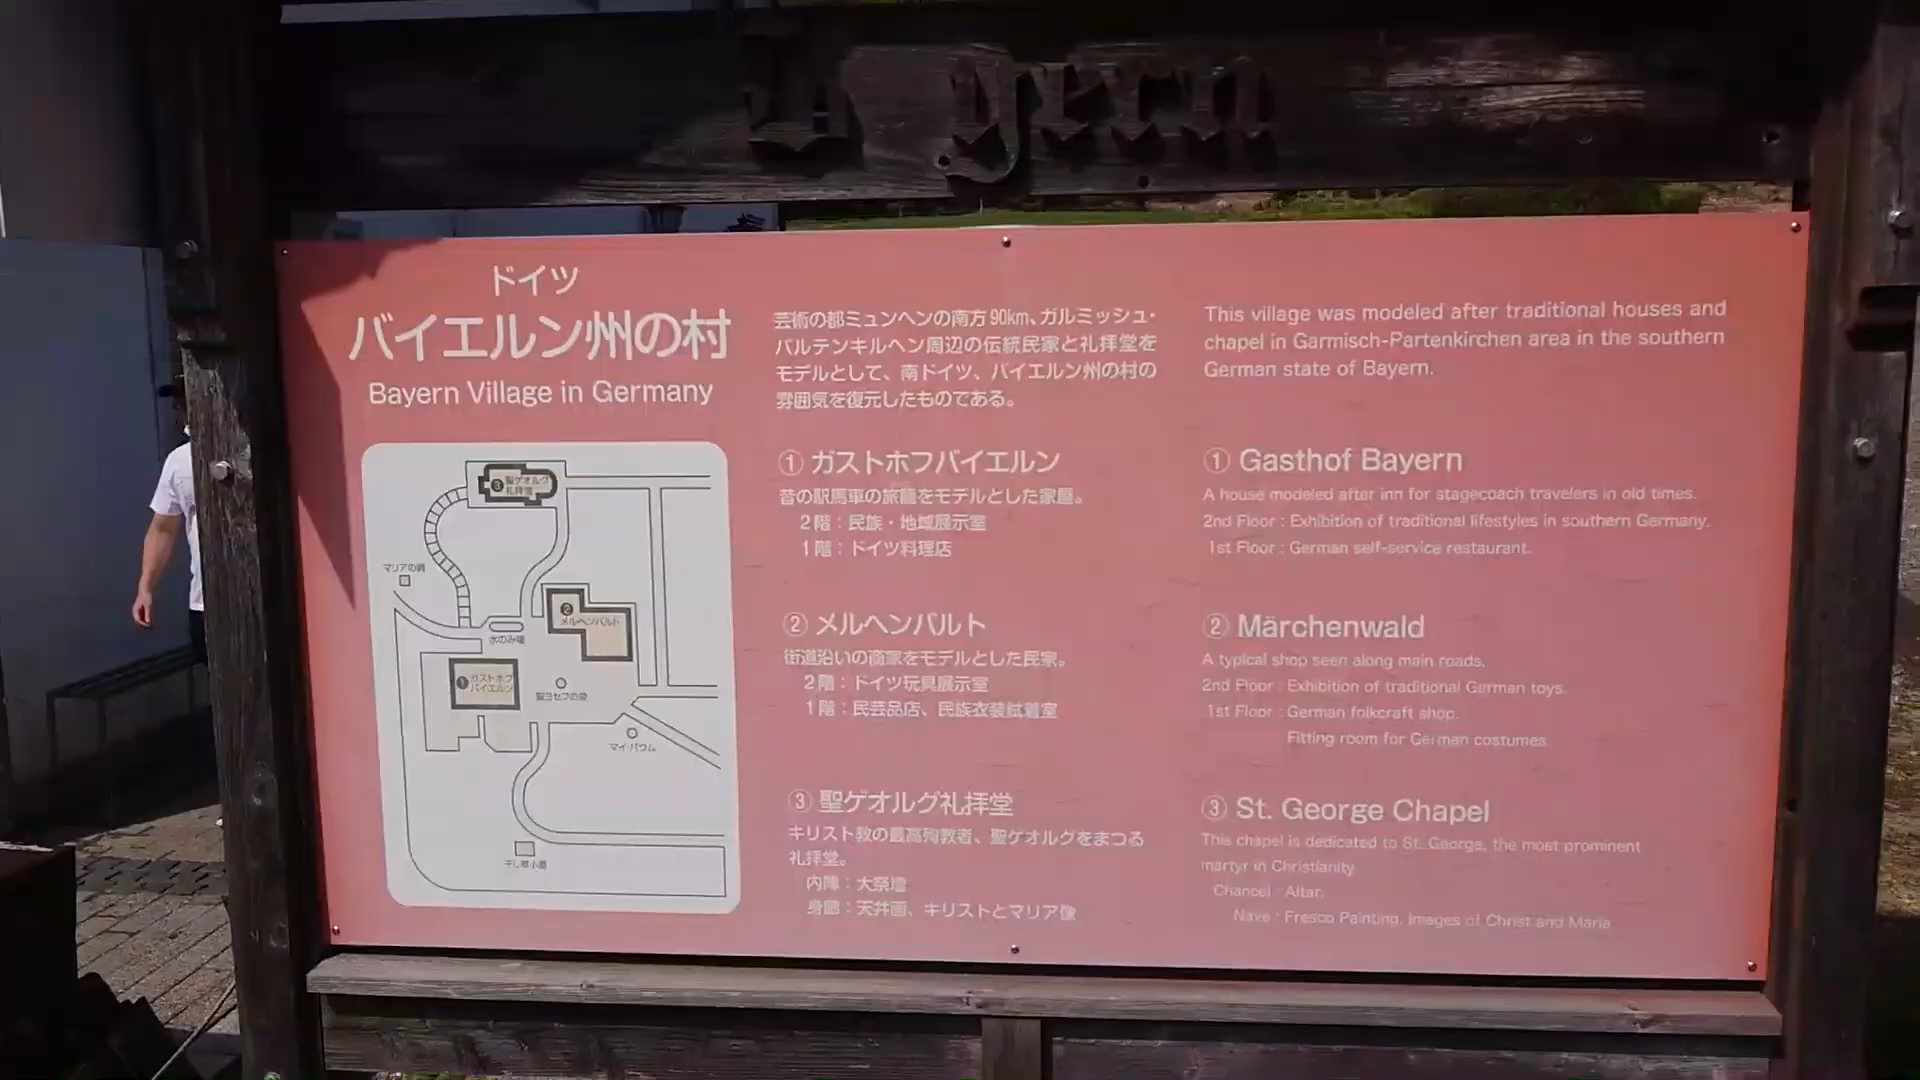 yern
ドイツ
バイエルン州の村
Bayern Village in Germany
③ 聖ゲオルグ
礼拝堂
マリアの祠
② メルヘンバルト
水のみ場
① ガストホフ
バイエルン
聖ヨセフの泉
マイバウム
干し草小屋
芸術の都ミュンヘンの南方90km、ガルミッシュ・
パルテンキルヘン周辺の伝統民家と礼拝堂を
モデルとして、南ドイツ、バイエルン州の村の
雰囲気を復元したものである。
① ガストホフバイエルン
昔の駅馬車の旅籠をモデルとした家屋。
2階：民族・地域展示室
1階：ドイツ料理店
② メルヘンバルト
街道沿いの商家をモデルとした民家。
2階：ドイツ玩具展示室
1階：民芸品店、民族衣装試着室
③ 聖ゲオルグ礼拝堂
キリスト教の最高殉教者、聖ゲオルグをまつる
礼拝堂。
内陣：大祭壇
身廊：天井画、キリストとマリア像
This village was modeled after traditional houses and
chapel in Garmisch-Partenkirchen area in the southern
German state of Bayern.
① Gasthof Bayern
A house modeled after inn for stagecoach travelers in old times.
2nd Floor : Exhibition of traditional lifestyles in southern Germany.
1st Floor : German self-service restaurant.
② Märchenwald
A typical shop seen along main roads.
2nd Floor : Exhibition of traditional German toys.
1st Floor : German folkcraft shop.
Fitting room for German costumes
③ St. George Chapel
This chapel is dedicated to St. George, the most prominent
martyr in Christianity
Chancel : Altar.
Nave : Fresco Painting, Images of Christ and Maria.